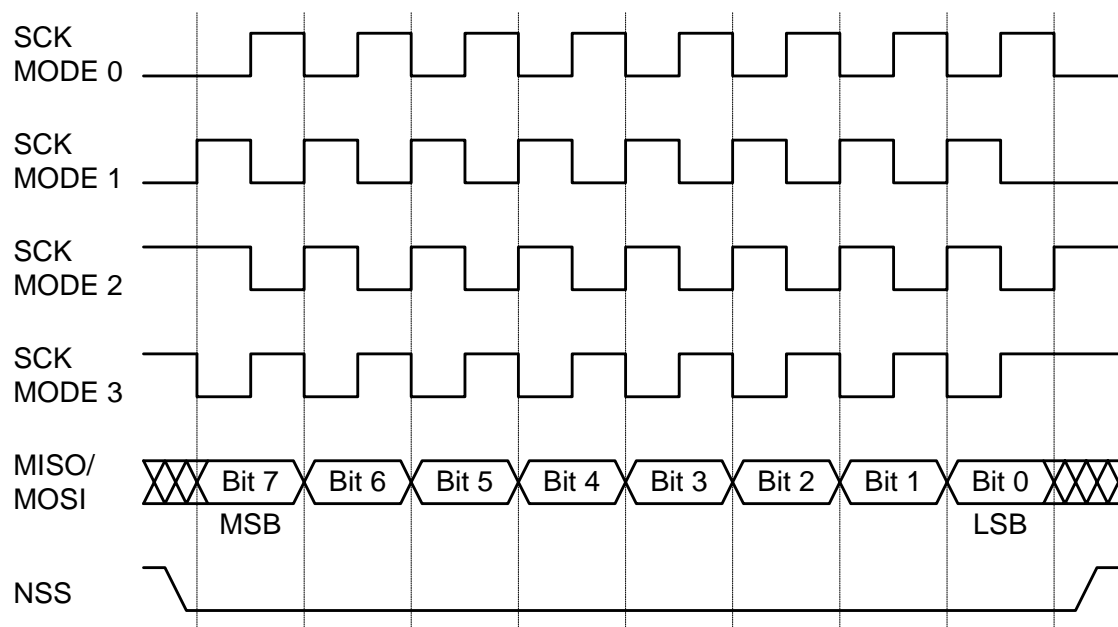 SCK
MODE 0
SCK
MODE 1
SCK
MODE 2
SCK
MODE 3
MISO/
MOSI
Bit 7 Bit 6 Bit 5 Bit 4 Bit 3 Bit 2 Bit 1 Bit 0
MSB LSB
NSS